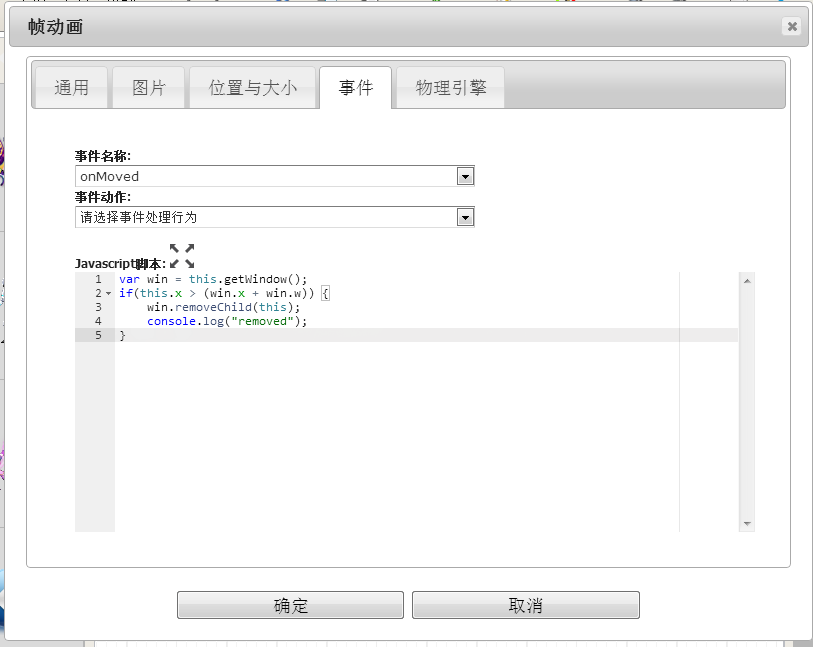 帧动画
通用 图片 位置与大小 事件 物理引擎
事件名称:
onMoved
事件动作:
请选择事件处理行为
Javascript脚本:
1 var win = this.getWindow();
2 if(this.x > (win.x + win.w)) {
3 win.removeChild(this);
4 console.log("removed");
5 }
确定 取消